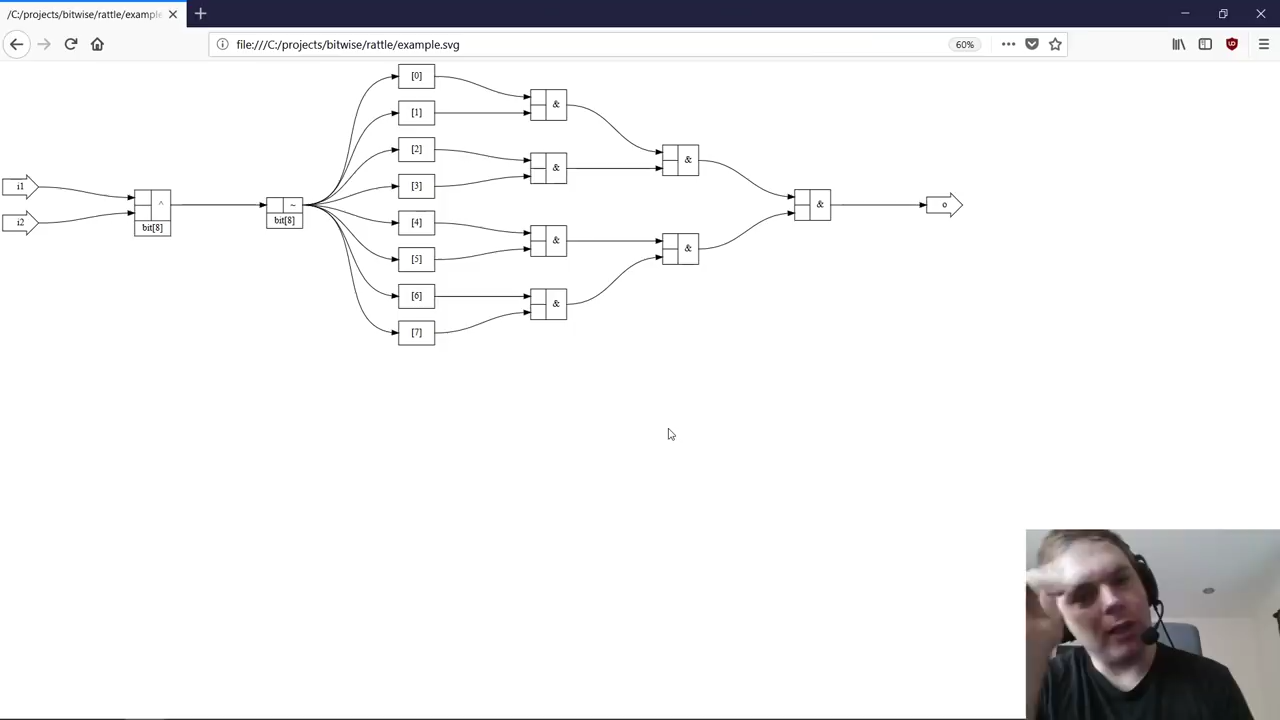 /C:/projects/bitwise/rattle/example
file:///C:/projects/bitwise/rattle/example.svg
60%
[0]
&
[1]
[2]
&
&
[3]
i1
^
~
&
o
i2
bit[8]
bit[8]
[4]
&
&
[5]
[6]
&
[7]